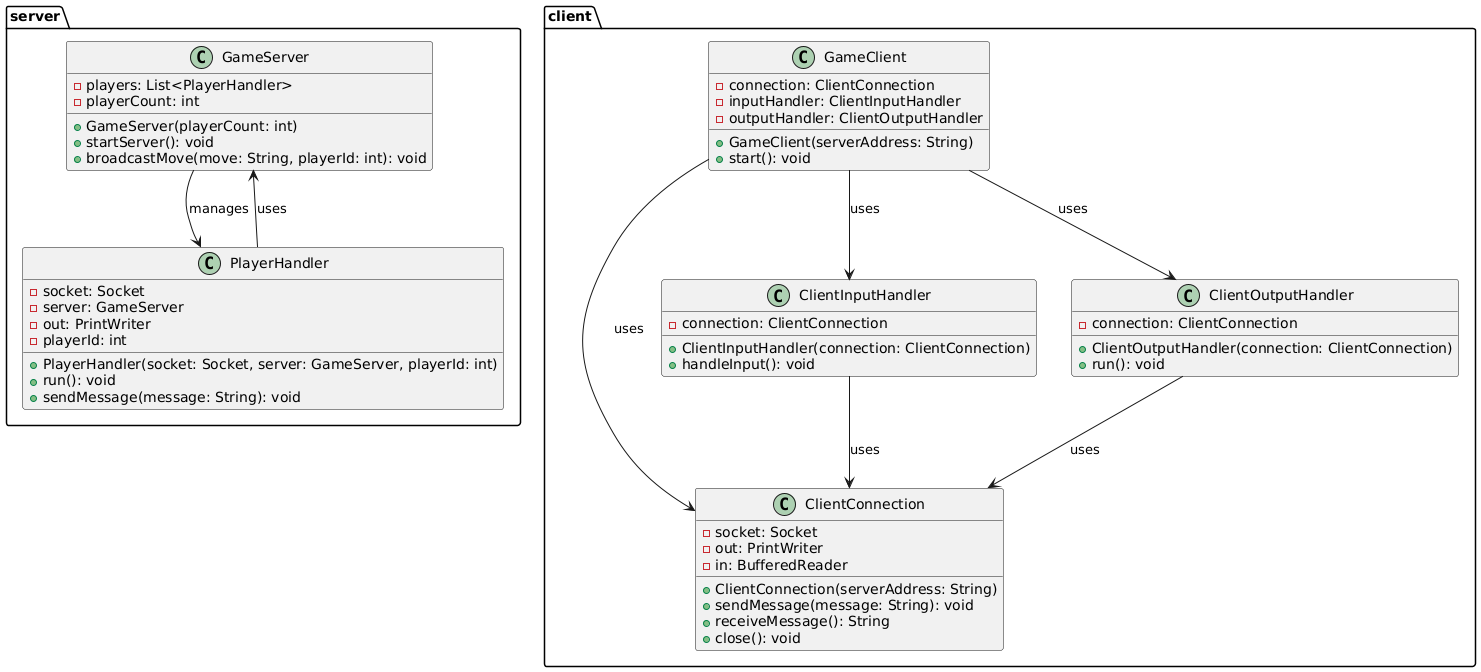 server
GameServer
players: List<PlayerHandler>
playerCount: int
GameServer(playerCount: int)
startServer(): void
broadcastMove(move: String, playerId: int): void
manages
uses
PlayerHandler
socket: Socket
server: GameServer
out: PrintWriter
playerId: int
PlayerHandler(socket: Socket, server: GameServer, playerId: int)
run(): void
sendMessage(message: String): void
client
GameClient
connection: ClientConnection
inputHandler: ClientInputHandler
outputHandler: ClientOutputHandler
GameClient(serverAddress: String)
start(): void
uses
uses
uses
ClientInputHandler
connection: ClientConnection
ClientInputHandler(connection: ClientConnection)
handleInput(): void
ClientOutputHandler
connection: ClientConnection
ClientOutputHandler(connection: ClientConnection)
run(): void
uses
uses
ClientConnection
socket: Socket
out: PrintWriter
in: BufferedReader
ClientConnection(serverAddress: String)
sendMessage(message: String): void
receiveMessage(): String
close(): void